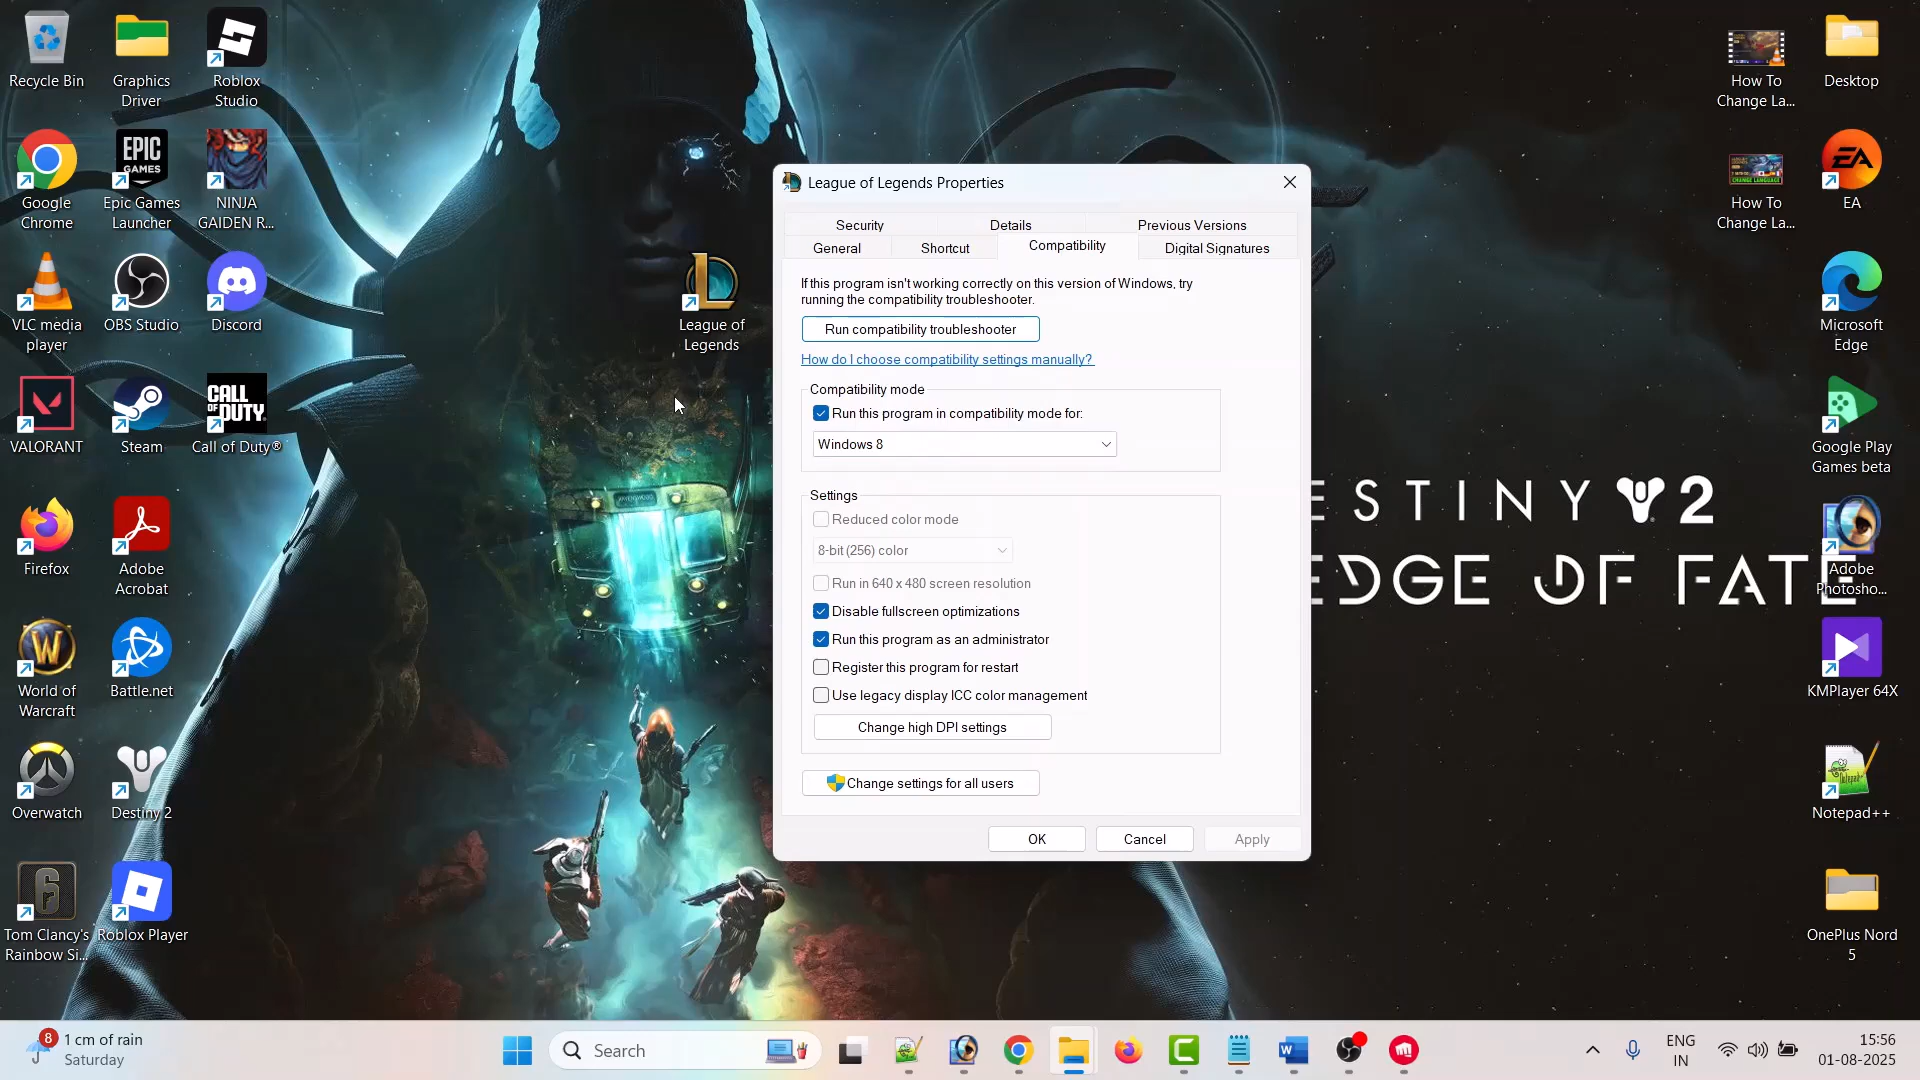 Recycle Bin
Graphics
Driver
Roblox
Studio
Google
Chrome
EPIC
GAMES
Epic Games
Launcher
NINJA
GAIDEN R...
VLC media
player
OBS Studio
Discord
VALORANT
Steam
CALL
OF DUTY
Call of Duty®
Firefox
Adobe
Acrobat
World of
Warcraft
Battle.net
Overwatch
Destiny 2
Tom Clancy's
Rainbow Si...
Roblox Player
League of
Legends
League of Legends Properties
Security
Details
Previous Versions
General
Shortcut
Compatibility
Digital Signatures
If this program isn't working correctly on this version of Windows, try
running the compatibility troubleshooter.
Run compatibility troubleshooter
How do I choose compatibility settings manually?
Compatibility mode
Run this program in compatibility mode for:
Windows 8
Settings
Reduced color mode
8-bit (256) color
Run in 640 x 480 screen resolution
Disable fullscreen optimizations
Run this program as an administrator
Register this program for restart
Use legacy display ICC color management
Change high DPI settings
Change settings for all users
OK
Cancel
Apply
ESTINY 2
EDGE OF FATE
How To
Change La...
Desktop
How To
Change La...
EA
EA
Microsoft
Edge
Google Play
Games beta
Adobe
Photosho...
KMPlayer 64X
Notepad++
OnePlus Nord
5
8
1 cm of rain
Saturday
Search
ENG
IN
15:56
01-08-2025